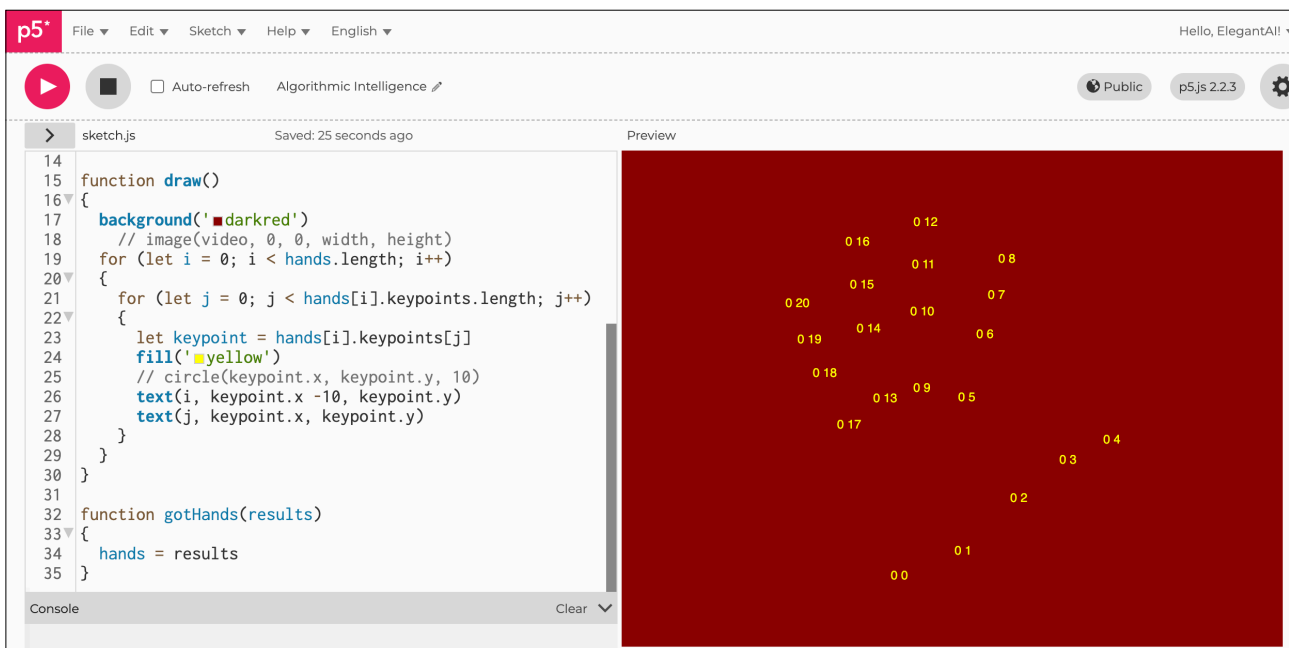 p5* File Edit Sketch Help English Hello, ElegantAI!
Auto-refresh Algorithmic Intelligence Public p5.js 2.2.3
> sketch.js Saved: 25 seconds ago Preview
14
15 function draw()
16 {
17 background('darkred')
18 // image(video, 0, 0, width, height)
19 for (let i = 0; i < hands.length; i++)
20 {
21 for (let j = 0; j < hands[i].keypoints.length; j++)
22 {
23 let keypoint = hands[i].keypoints[j]
24 fill('yellow')
25 // circle(keypoint.x, keypoint.y, 10)
26 text(i, keypoint.x -10, keypoint.y)
27 text(j, keypoint.x, keypoint.y)
28 }
29 }
30 }
31
32 function gotHands(results)
33 {
34 hands = results
35 }
Console Clear
0 12
0 16
0 8
0 11
0 15
0 7
0 20
0 10
0 14
0 6
0 19
0 18
0 9
0 5
0 13
0 17
0 4
0 3
0 2
0 1
0 0